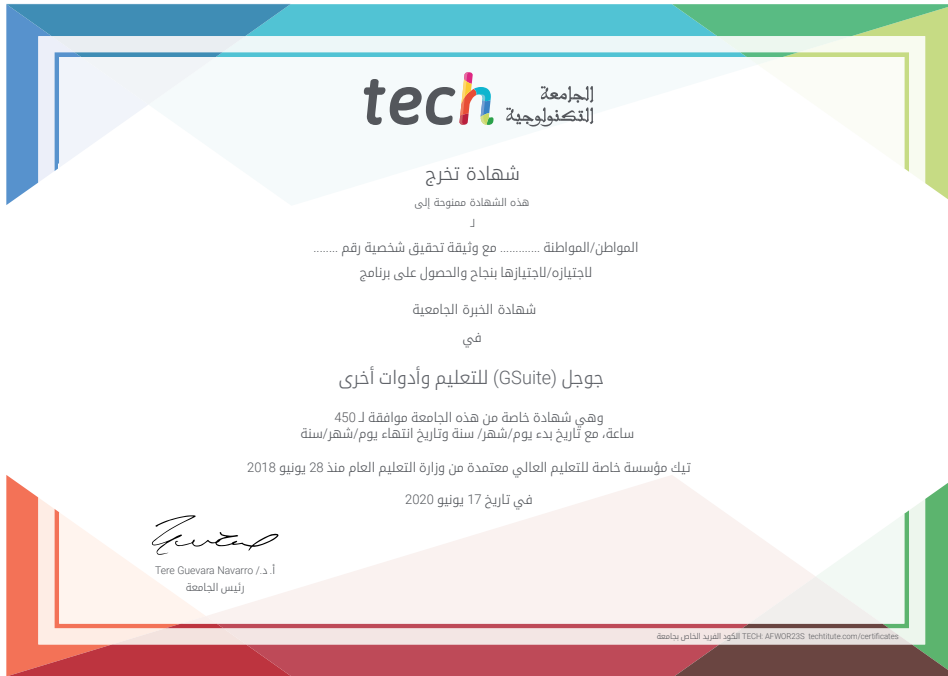 tech
الجامعة
التكنولوجية
شهادة تخرج
هذه الشهادة ممنوحة إلى
لـ
المواطن/المواطنة ............ مع وثيقة تحقيق شخصية رقم ........
لاجتيازه/لاجتيازها بنجاح والحصول على برنامج
شهادة الخبرة الجامعية
في
جوجل (GSuite) للتعليم وأدوات أخرى
وهي شهادة خاصة من هذه الجامعة موافقة لـ 450
ساعة، مع تاريخ بدء يوم/شهر/ سنة وتاريخ انتهاء يوم/شهر/سنة
تيك مؤسسة خاصة للتعليم العالي معتمدة من وزارة التعليم العام منذ 28 يونيو 2018
في تاريخ 17 يونيو 2020
أ. د./ Tere Guevara Navarro
رئيس الجامعة
الكود الفريد الخاص بجامعة TECH: AFWOR23S techtitute.com/certificates